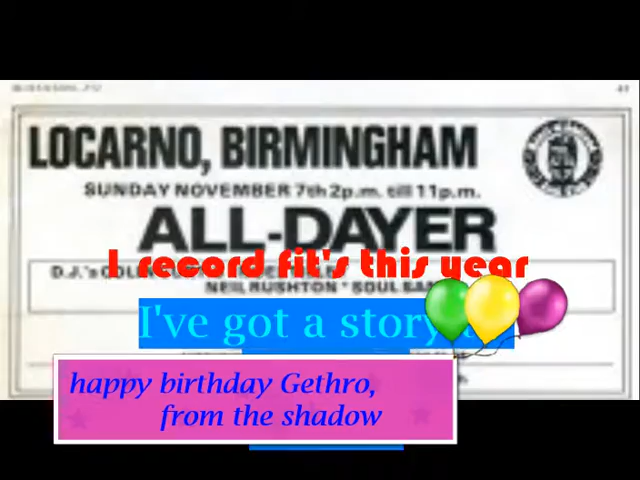 LOCARNO, BIRMINGHAM
SUNDAY NOVEMBER 7th 2p.m. till 11p.m.
ALL-DAYER
I record fit's this year
D.J.'s
NEIL RUSHTON * SOUL
I've got a story
happy birthday Gethro,
from the shadow